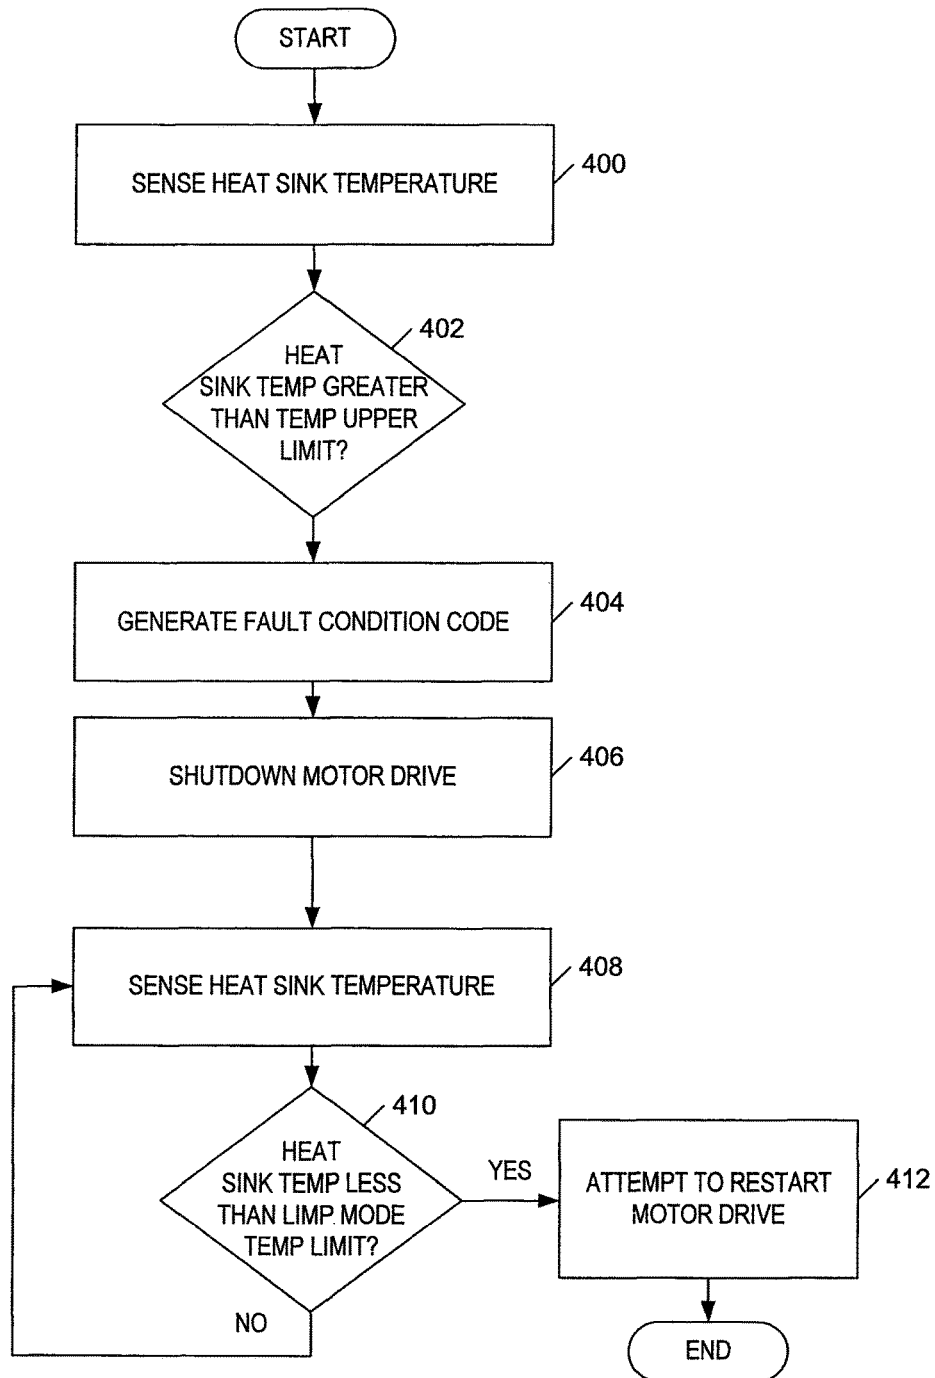 START
SENSE HEAT SINK TEMPERATURE
400
402
HEAT
SINK TEMP GREATER
THAN TEMP UPPER
LIMIT?
GENERATE FAULT CONDITION CODE
404
SHUTDOWN MOTOR DRIVE
406
SENSE HEAT SINK TEMPERATURE
408
410
HEAT
SINK TEMP LESS
THAN LIMP MODE
TEMP LIMIT?
YES
ATTEMPT TO RESTART
MOTOR DRIVE
412
NO
END